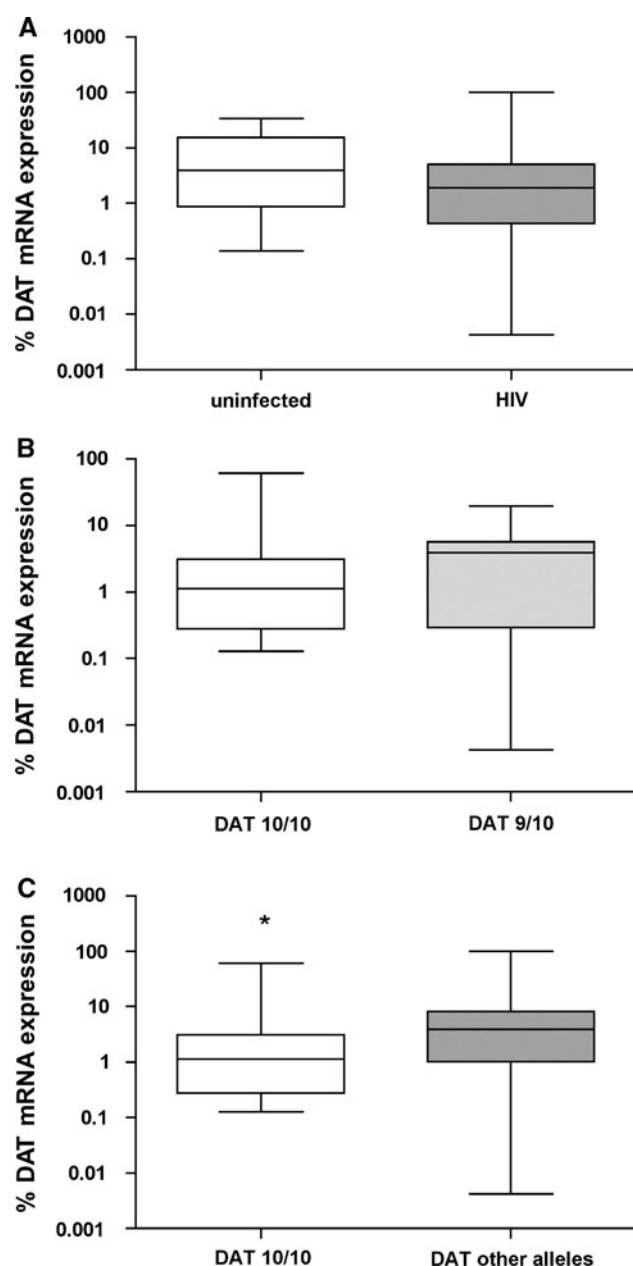 A
% DAT mRNA expression
1000
100
10
1
0.1
0.01
0.001
uninfected HIV
B
% DAT mRNA expression
100
10
1
0.1
0.01
0.001
DAT 10/10 DAT 9/10
C
% DAT mRNA expression
1000
100
10
1
0.1
0.01
0.001
*
DAT 10/10 DAT other alleles